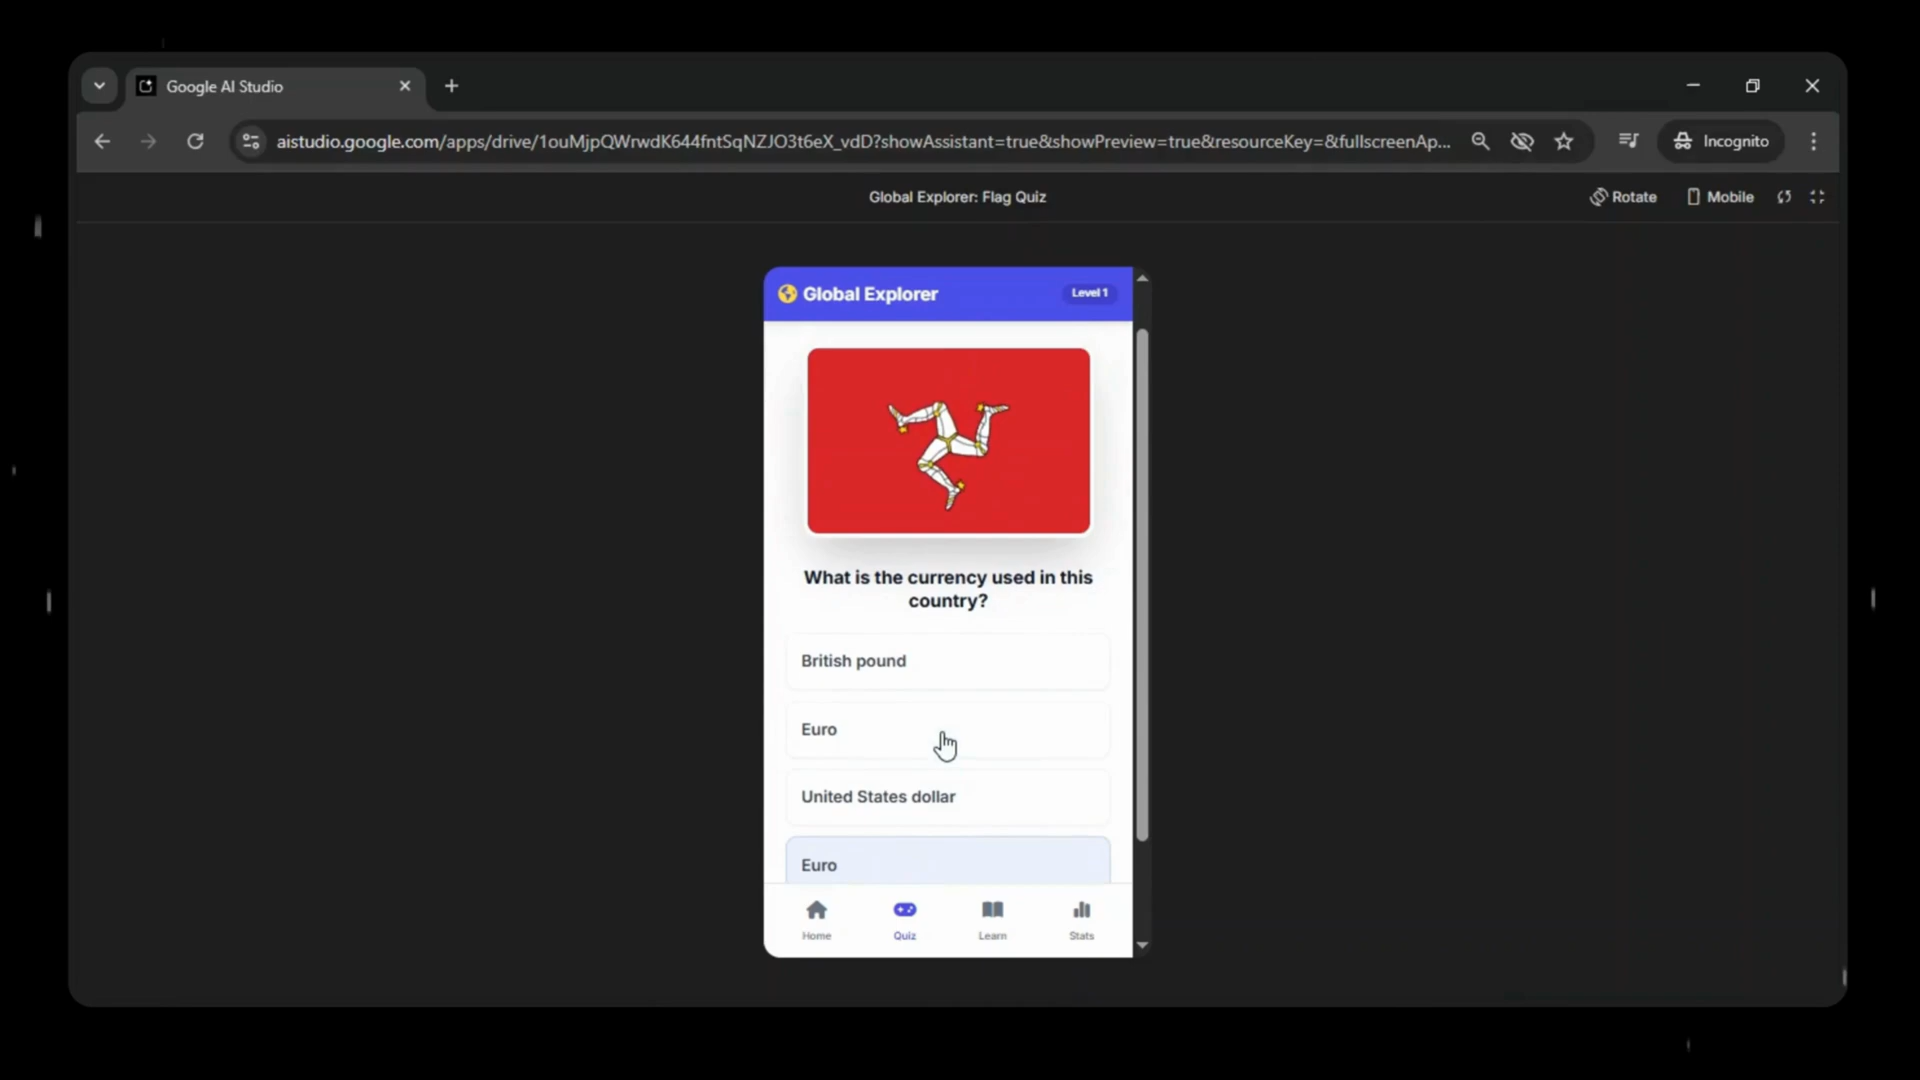 Google AI Studio
aistudio.google.com/apps/drive/1ouMjpQWrwdK644fntSqNZJO3t6eX_vdD?showAssistant=true&showPreview=true&resourceKey=&fullscreenAp...
Incognito
Global Explorer: Flag Quiz
Rotate
Mobile
Global Explorer
Level 1
What is the currency used in this
country?
British pound
Euro
United States dollar
Euro
Home
Quiz
Learn
Stats